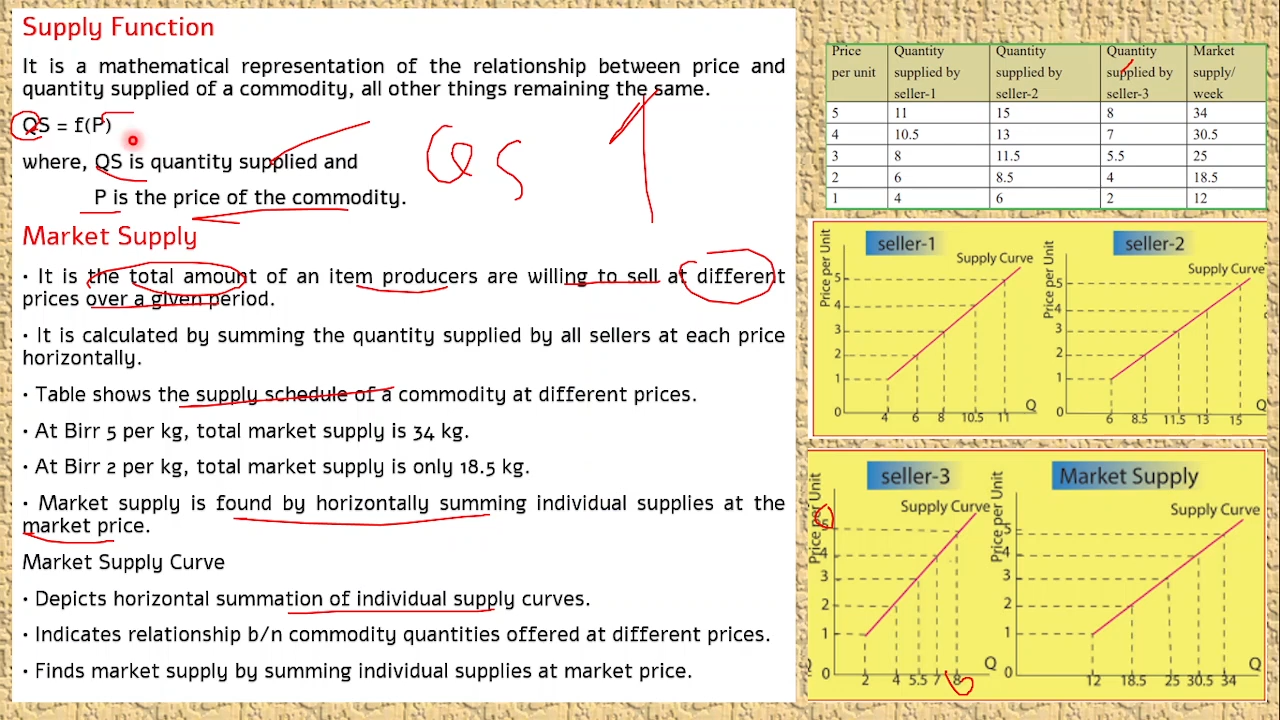 Supply Function
It is a mathematical representation of the relationship between price and
quantity supplied of a commodity, all other things remaining the same.
QS = f(P)
where, QS is quantity supplied and
P is the price of the commodity.
QS
Market Supply
• It is the total amount of an item producers are willing to sell at different
prices over a given period.
• It is calculated by summing the quantity supplied by all sellers at each price
horizontally.
• Table shows the supply schedule of a commodity at different prices.
• At Birr 5 per kg, total market supply is 34 kg.
• At Birr 2 per kg, total market supply is only 18.5 kg.
• Market supply is found by horizontally summing individual supplies at the
market price.
Market Supply Curve
• Depicts horizontal summation of individual supply curves.
• Indicates relationship b/n commodity quantities offered at different prices.
• Finds market supply by summing individual supplies at market price.
Price per unit Quantity supplied by seller-1 Quantity supplied by seller-2 Quantity supplied by seller-3 Market supply/ week
5 11 15 8 34
4 10.5 13 7 30.5
3 8 11.5 5.5 25
2 6 8.5 4 18.5
1 4 6 2 12
seller-1
Price per Unit
Supply Curve
5
4
3
2
1
0
4 6 8 10.5 11
Q
seller-2
Price per Unit
Supply Curve
5
4
3
2
1
0
6 8.5 11.5 13 15
Q
seller-3
Price per Unit
Supply Curve
5
4
3
2
1
0
2 4 5.5 7 8
Q
Market Supply
Price per Unit
Supply Curve
5
4
3
2
1
0
12 18.5 25 30.5 34
Q